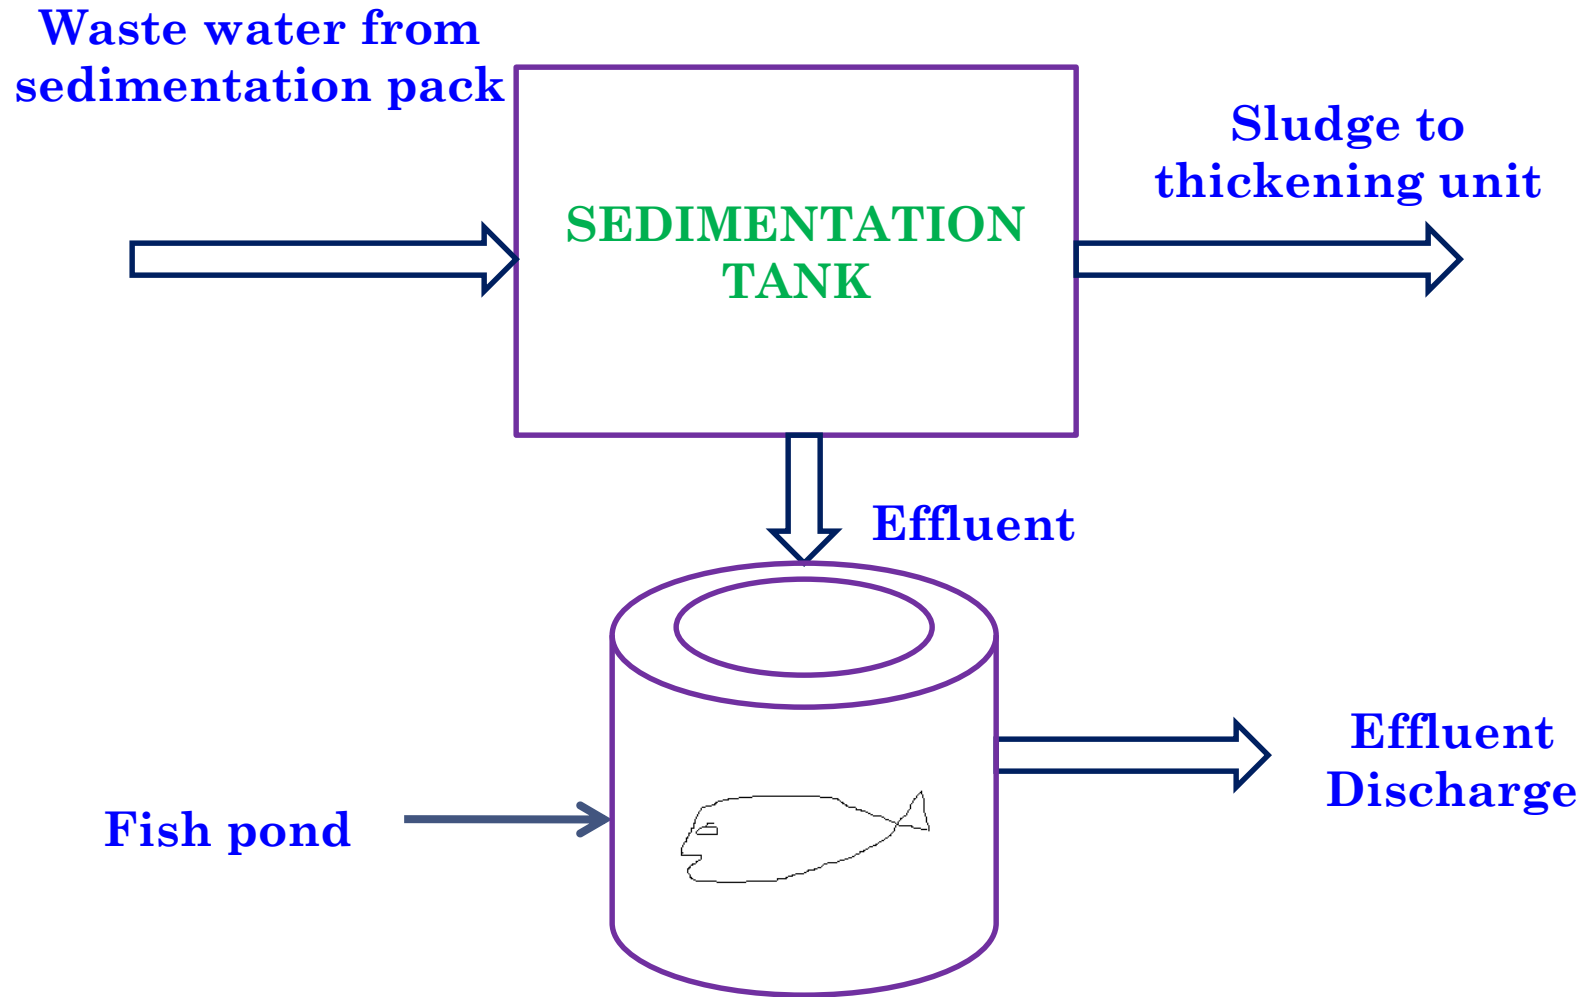 Waste water from
sedimentation pack
Sludge to
thickening unit
SEDIMENTATION
TANK
Effluent
Effluent
Discharge
Fish pond